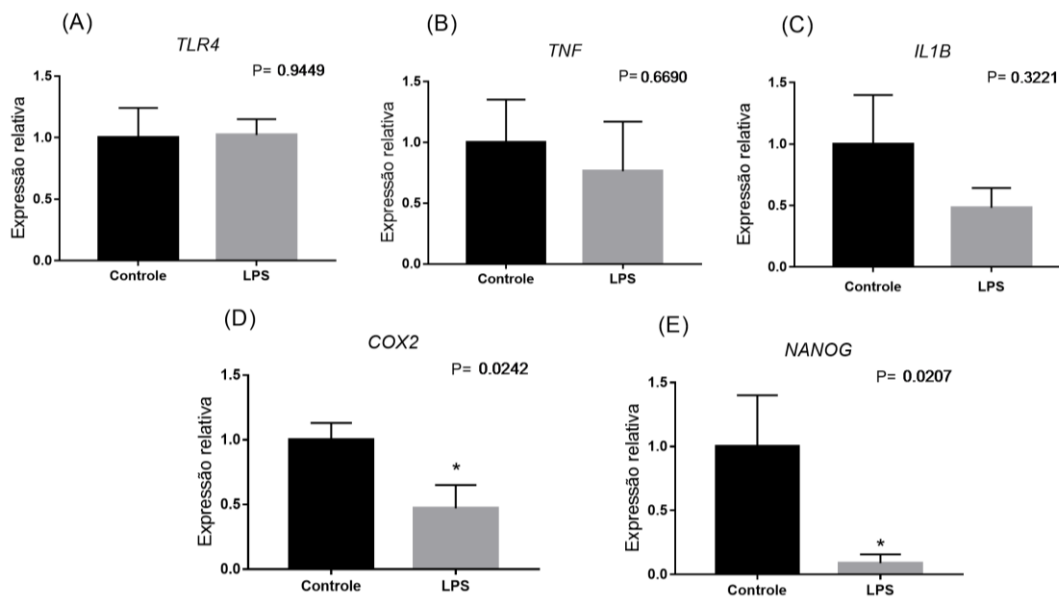 (A)
TLR4
P= 0.9449
Expressão relativa
1.5
1.0
0.5
0.0
Controle LPS
(B)
TNF
P= 0.6690
Expressão relativa
1.5
1.0
0.5
0.0
Controle LPS
(C)
IL1B
P= 0.3221
Expressão relativa
1.5
1.0
0.5
0.0
Controle LPS
(D)
COX2
P= 0.0242
Expressão relativa
1.5
1.0
0.5
0.0
*
Controle LPS
(E)
NANOG
P= 0.0207
Expressão relativa
1.5
1.0
0.5
0.0
*
Controle LPS